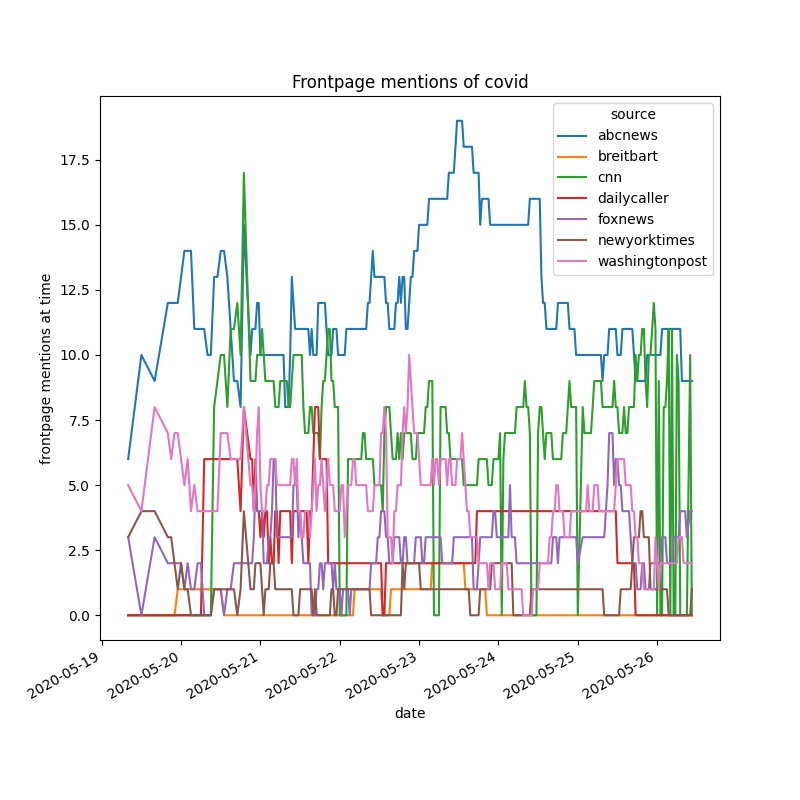 Frontpage mentions of covid
source
abcnews
breitbart
cnn
dailycaller
foxnews
newyorktimes
washingtonpost
frontpage mentions at time
17.5
15.0
12.5
10.0
7.5
5.0
2.5
0.0
2020-05-19
2020-05-20
2020-05-21
2020-05-22
2020-05-23
2020-05-24
2020-05-25
2020-05-26
date